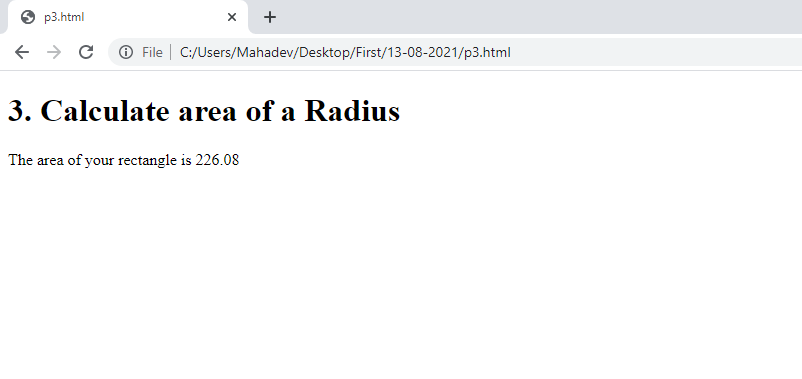 p3.html
File C:/Users/Mahadev/Desktop/First/13-08-2021/p3.html
3. Calculate area of a Radius
The area of your rectangle is 226.08